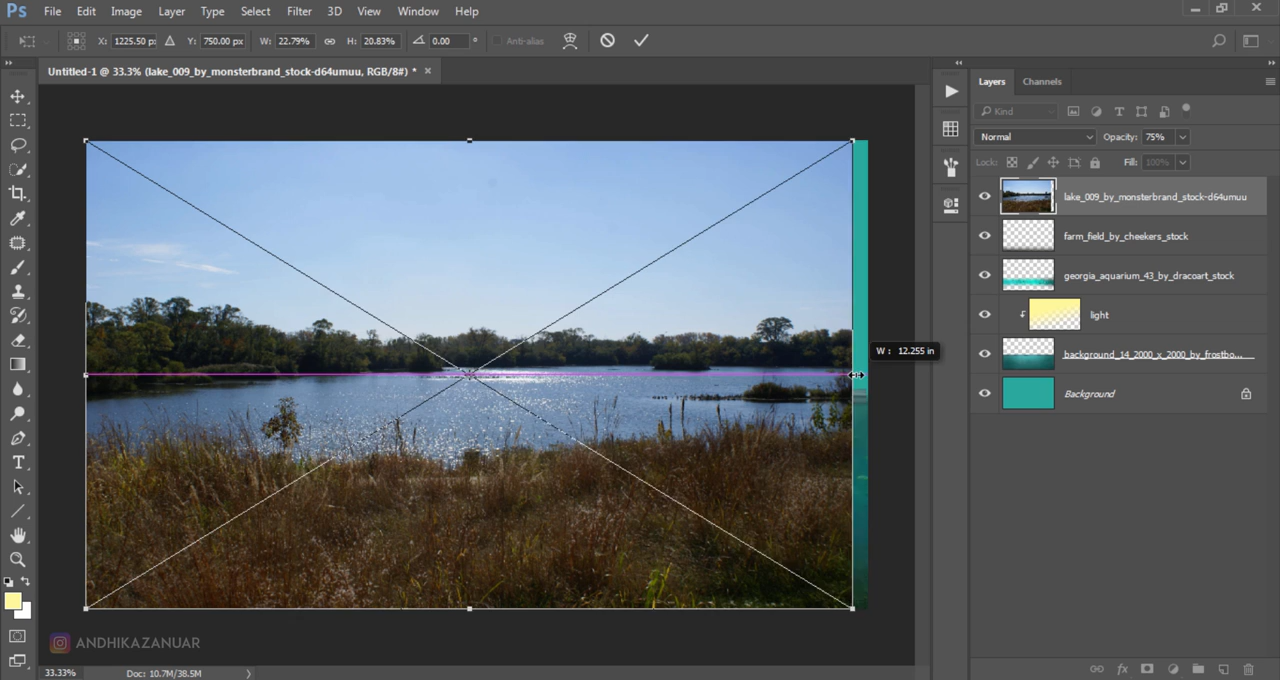 Ps File Edit Image Layer Type Select Filter 3D View Window Help
X: 1225.50 p: Y: 750.00 px W: 22.79% H: 20.83% 0.00 ° Anti-alias
Untitled-1 @ 33.3% (lake_009_by_monsterbrand_stock-d64umuu, RGB/8#) * ×
Layers Channels
Kind
Normal Opacity: 75%
Lock: Fill: 100%
lake_009_by_monsterbrand_stock-d64umuu
farm_field_by_cheekers_stock
georgia_aquarium_43_by_dracoart_stock
light
W : 12.255 in
background_14_2000_x_2000_by_frostbo...
Background
ANDHIKAZANUAR
33.33% Doc: 10.7M/38.5M
fx